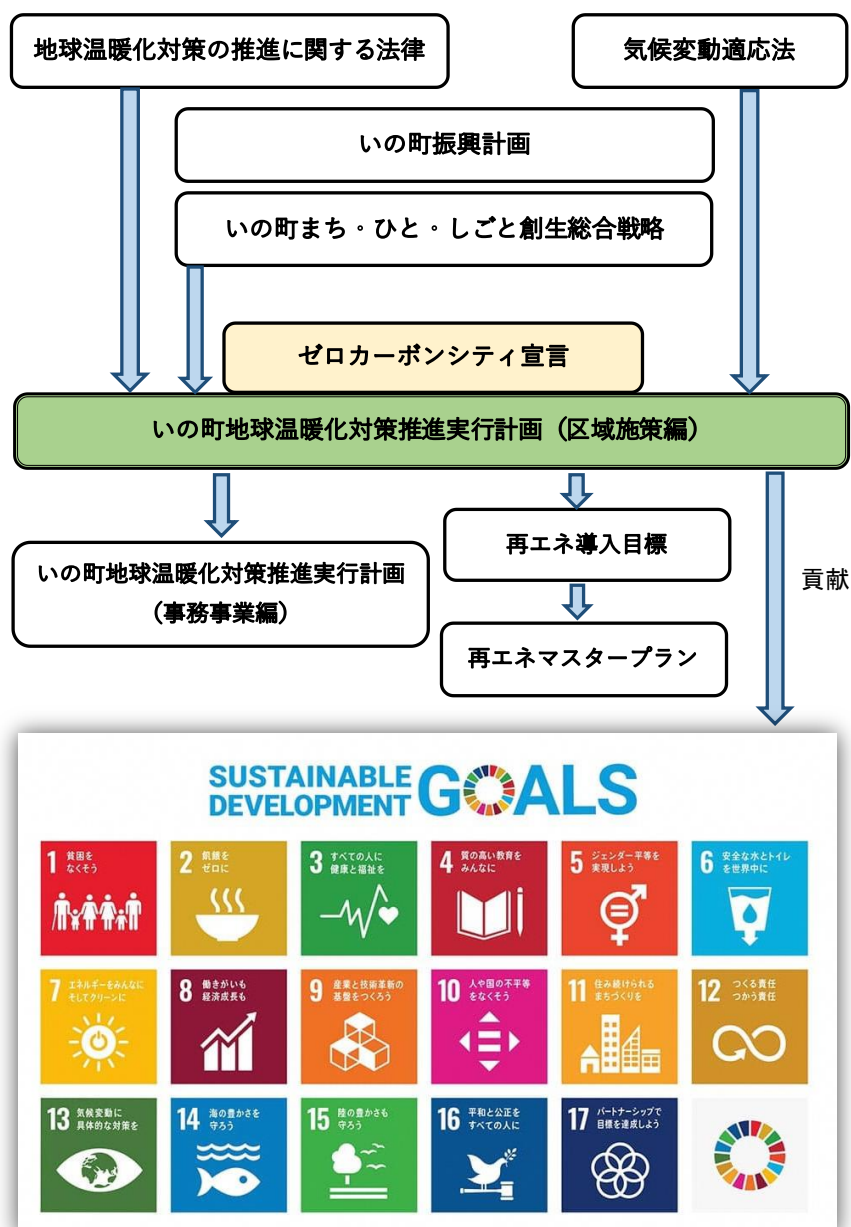 地球温暖化対策の推進に関する法律
気候変動適応法
いの町振興計画
いの町まち・ひと・しごと創生総合戦略
ゼロカーボンシティ宣言
いの町地球温暖化対策推進実行計画（区域施策編）
いの町地球温暖化対策推進実行計画
（事務事業編）
再エネ導入目標
貢献
再エネマスタープラン
SUSTAINABLE
DEVELOPMENT
GOALS
1 貧困を
なくそう
2 飢餓を
ゼロに
3 すべての人に
健康と福祉を
4 質の高い教育を
みんなに
5 ジェンダー平等を
実現しよう
6 安全な水とトイレ
を世界中に
7 エネルギーをみんなに
そしてクリーンに
8 働きがいも
経済成長も
9 産業と技術革新の
基盤をつくろう
10 人や国の不平等
をなくそう
11 住み続けられる
まちづくりを
12 つくる責任
つかう責任
13 気候変動に
具体的な対策を
14 海の豊かさを
守ろう
15 陸の豊かさも
守ろう
16 平和と公正を
すべての人に
17 パートナーシップで
目標を達成しよう